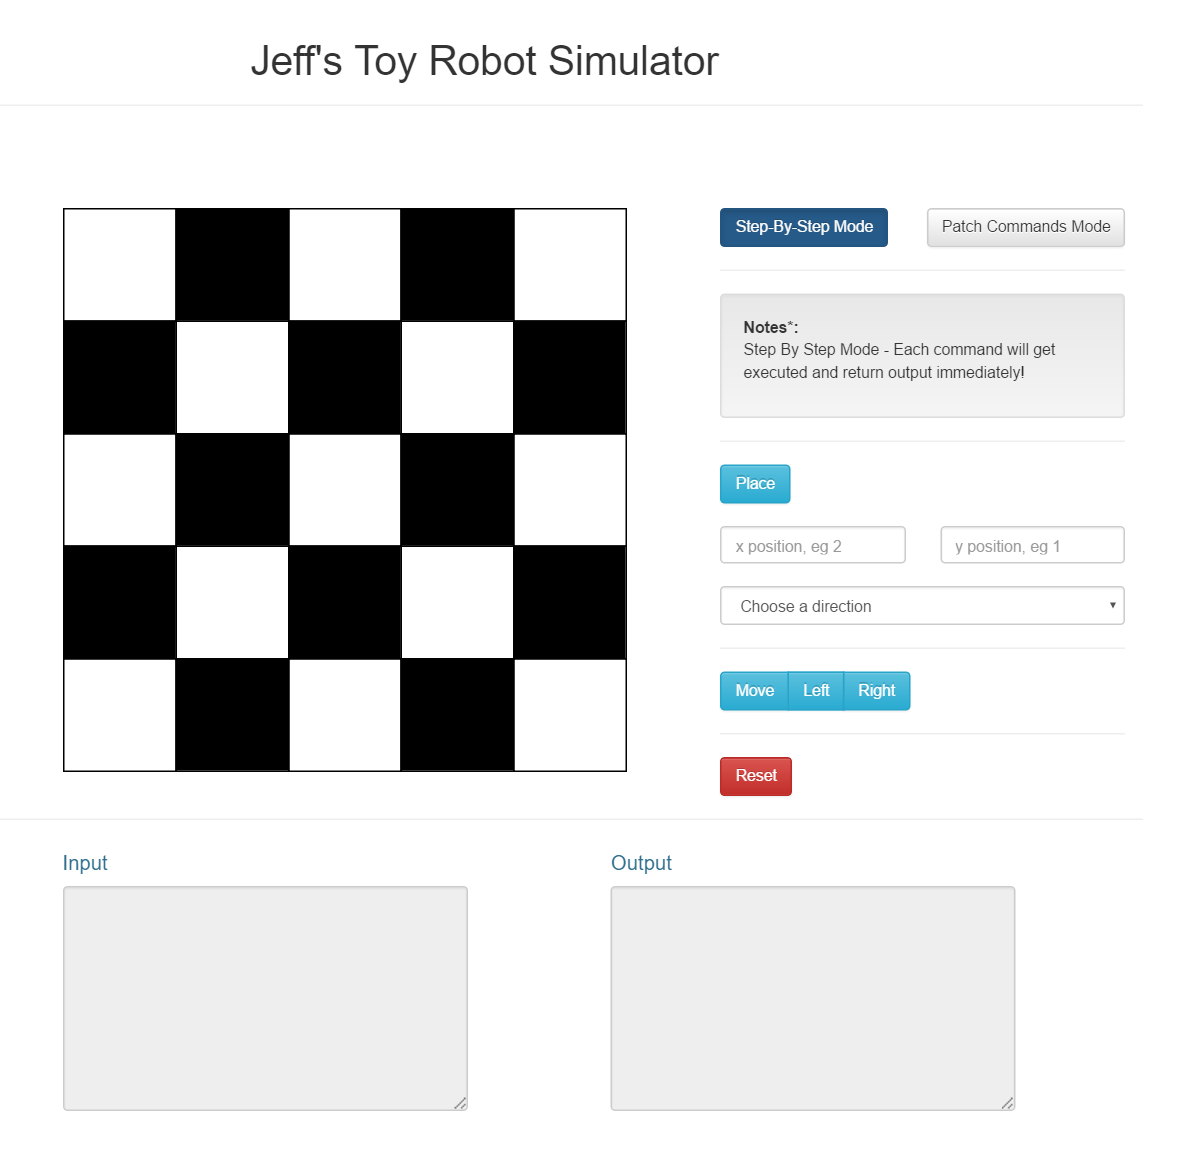 Jeff's Toy Robot Simulator
Step-By-Step Mode
Patch Commands Mode
Notes*:
Step By Step Mode - Each command will get
executed and return output immediately!
Place
x position, eg 2
y position, eg 1
Choose a direction
Move
Left
Right
Reset
Input
Output